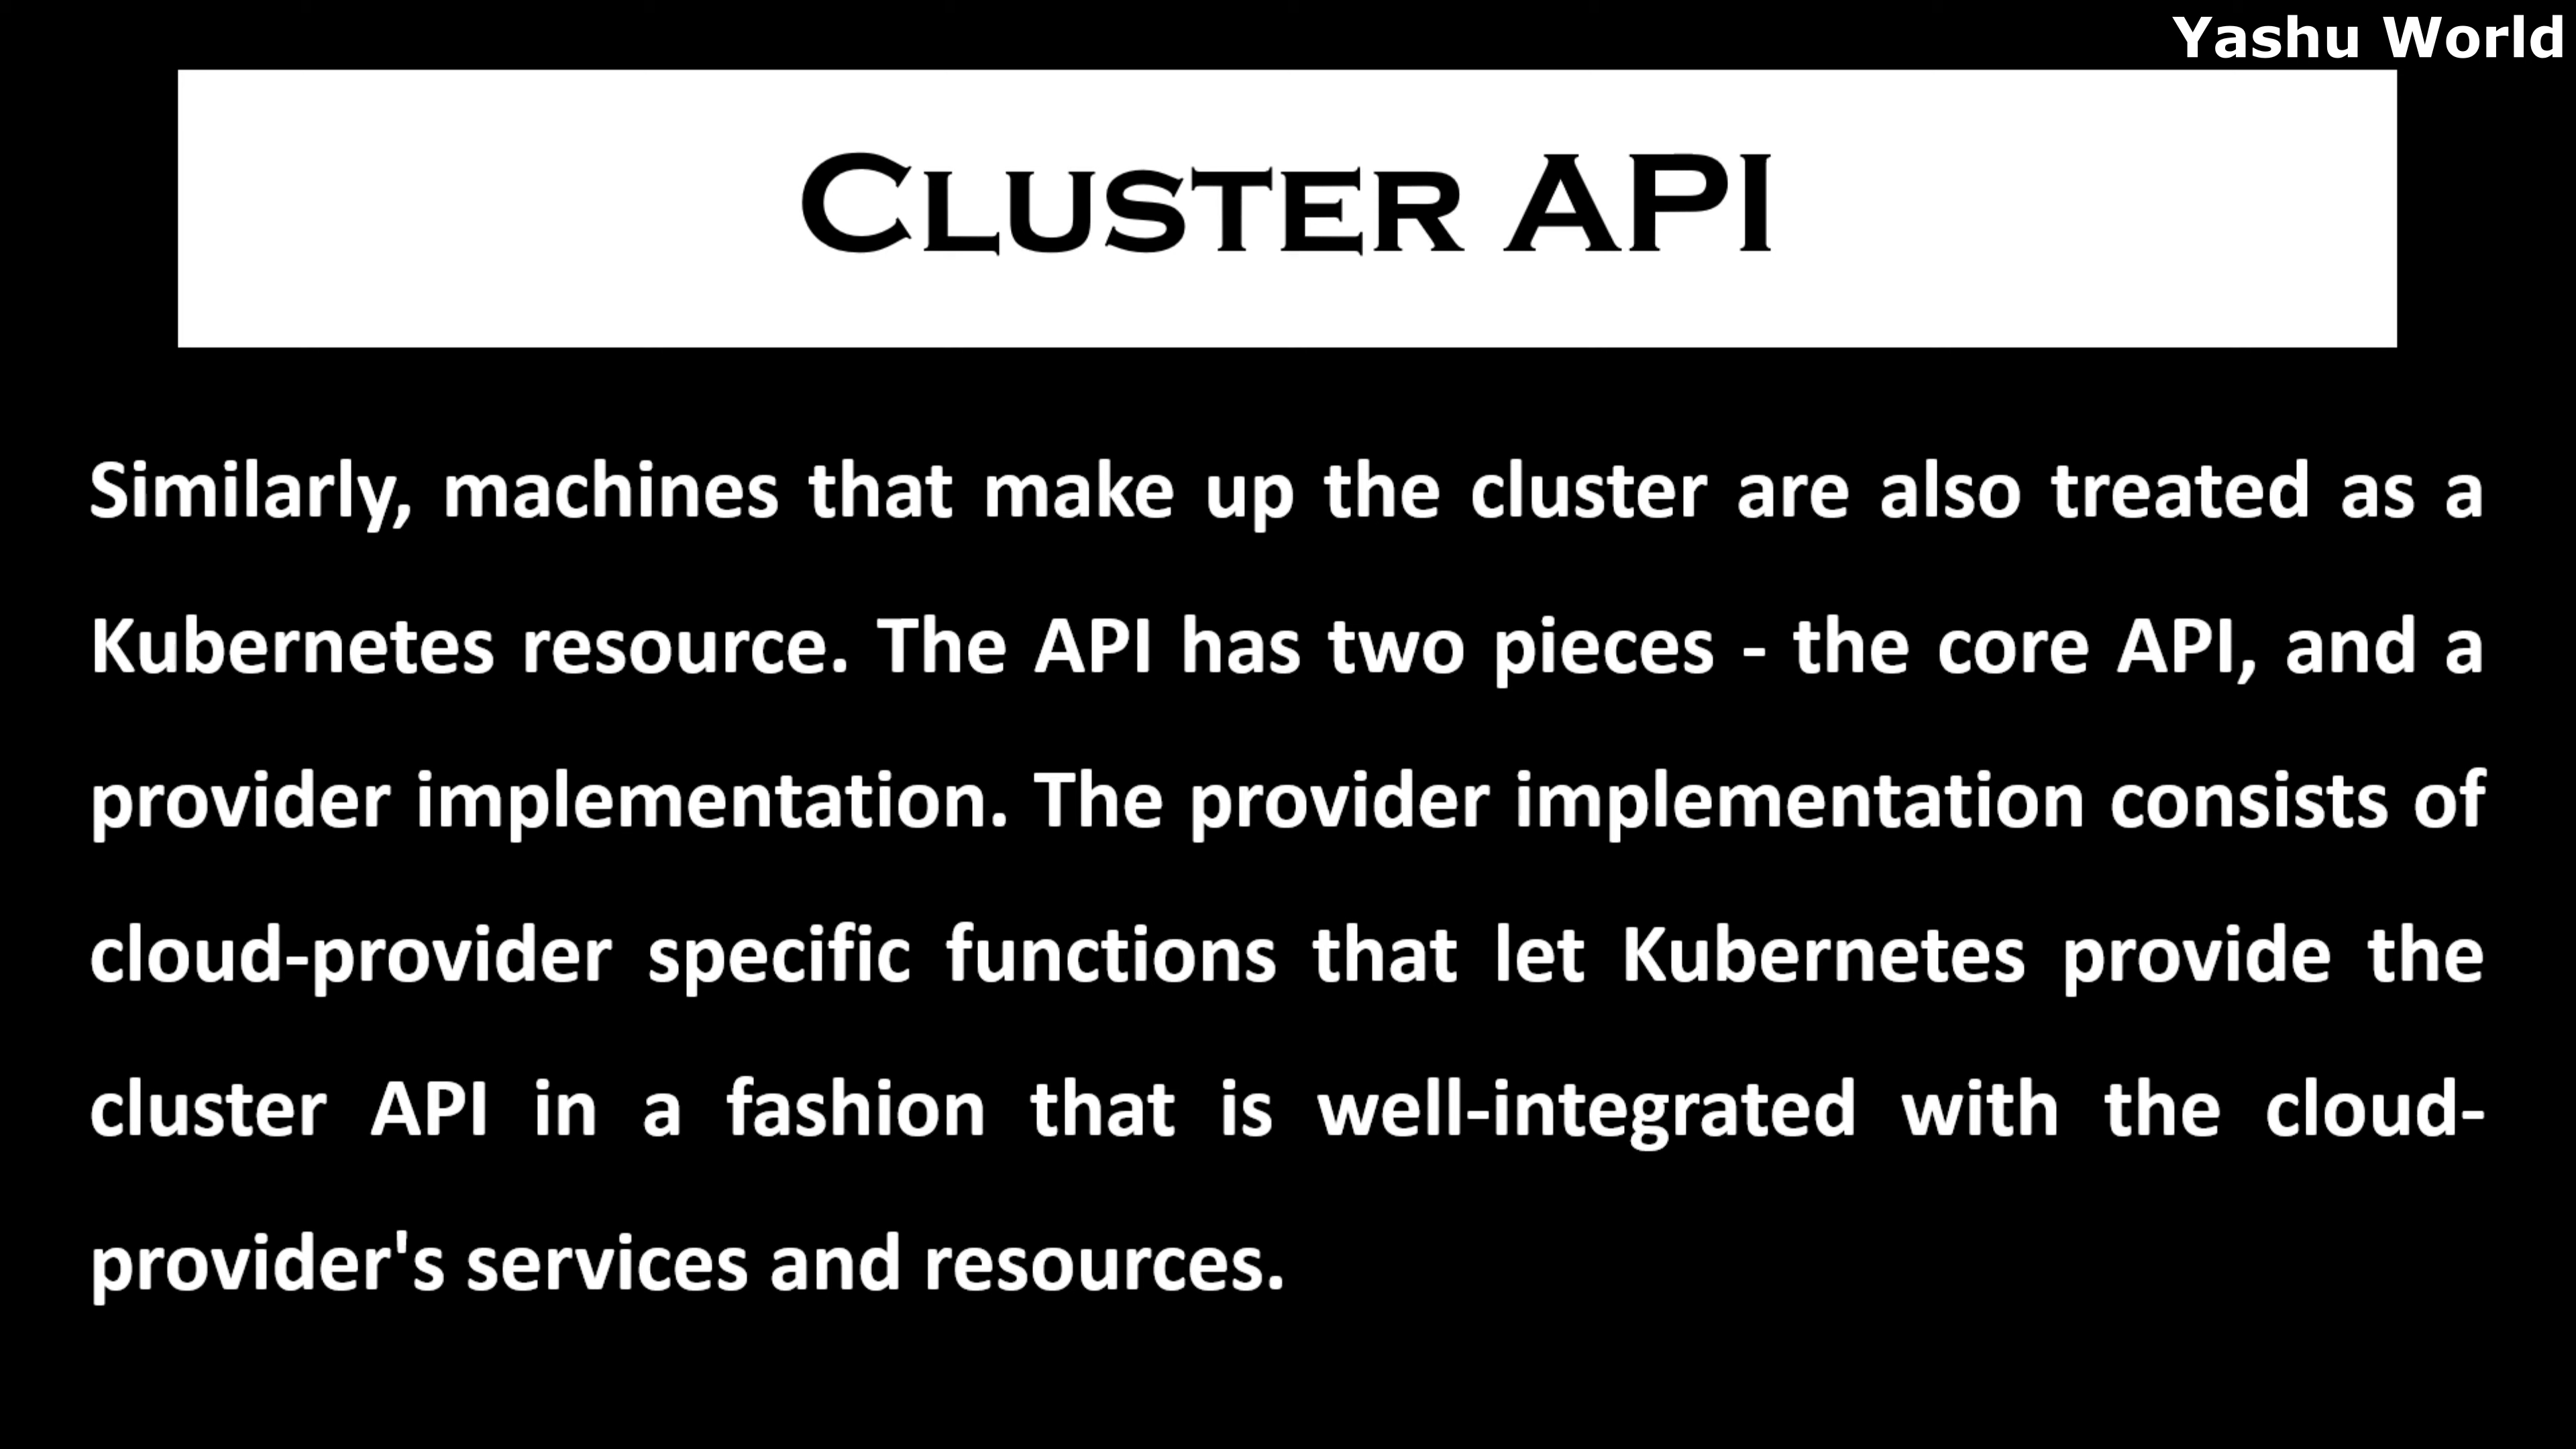 Yashu World
CLUSTER API
Similarly, machines that make up the cluster are also treated as a
Kubernetes resource. The API has two pieces - the core API, and a
provider implementation. The provider implementation consists of
cloud-provider specific functions that let Kubernetes provide the
cluster API in a fashion that is well-integrated with the cloud-
provider's services and resources.